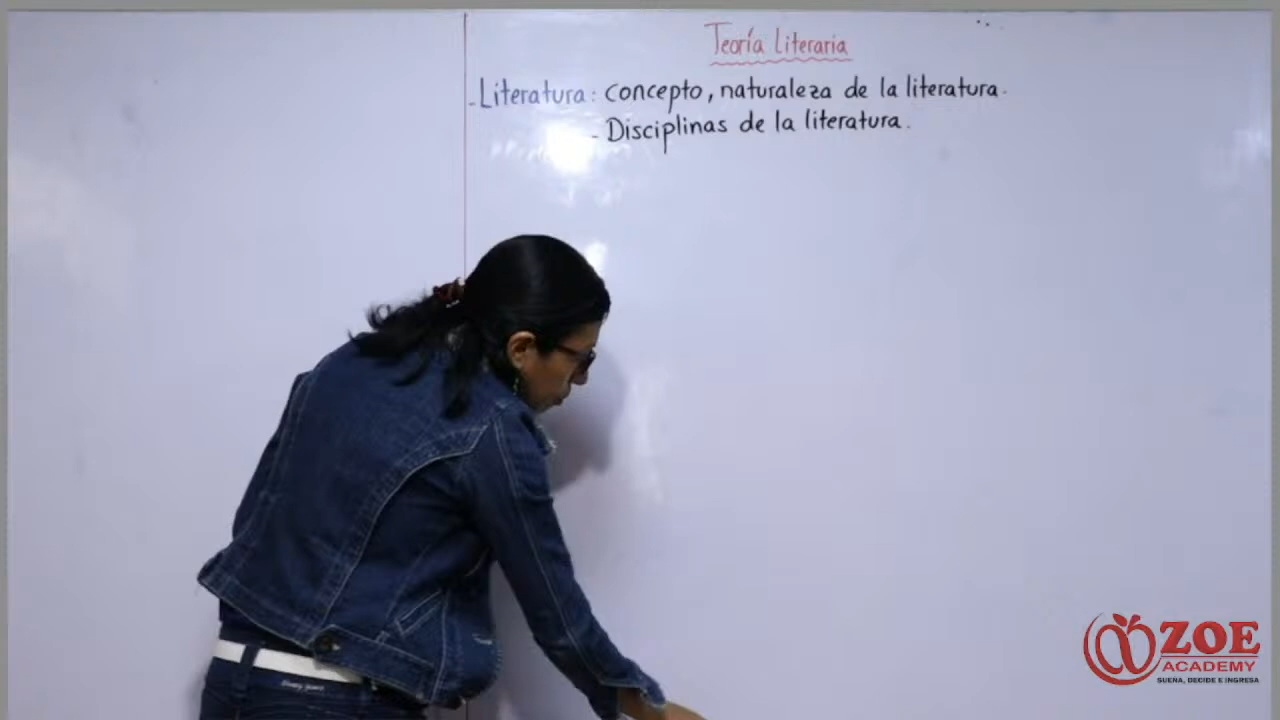 Teoría Literaria
- Literatura: concepto, naturaleza de la literatura.
- Disciplinas de la literatura.
ZOE
ACADEMY
SUEÑA, DECIDE E INGRESA